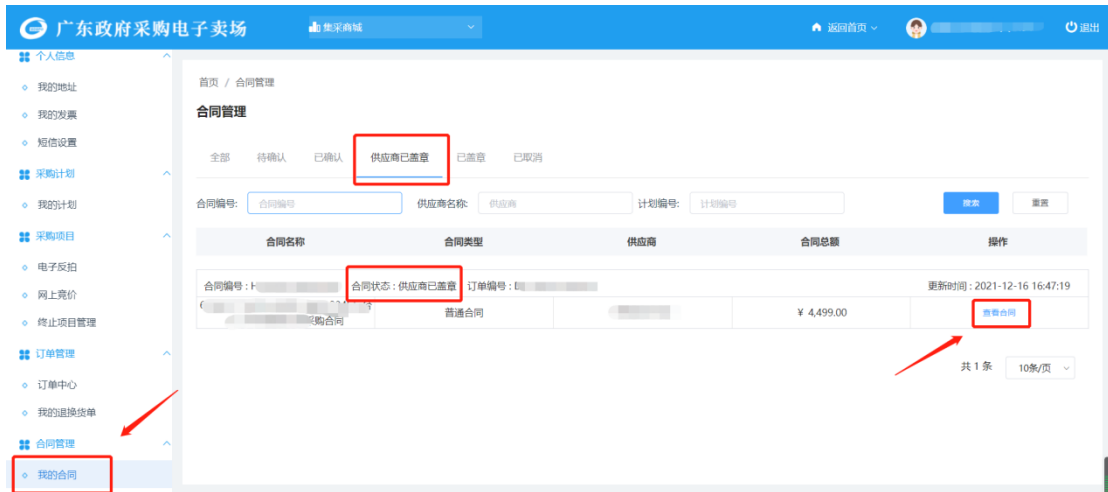 广东政府采购电子卖场
集采商城
返回首页
退出
个人信息
我的地址
我的发票
短信设置
采购计划
我的计划
采购项目
电子反拍
网上竞价
终止项目管理
订单管理
订单中心
我的退换货单
合同管理
我的合同
首页 / 合同管理
合同管理
全部 待确认 已确认 供应商已盖章 已盖章 已取消
合同编号: 合同编号 供应商名称: 供应商 计划编号: 计划编号 搜索 重置
合同名称 合同类型 供应商 合同总额 操作
合同编号 : H 合同状态 : 供应商已盖章 订单编号 : 更新时间 : 2021-12-16 16:47:19
采购合同 普通合同 ¥ 4,499.00 查看合同
共 1 条 10条/页